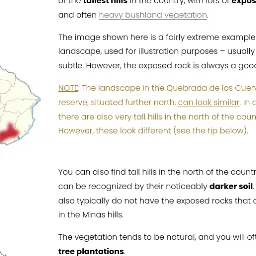 of the tallest hills in the country, with lots of
and often heavy bushland vegetation.
The image shown here is a fairly extreme example
landscape, used for illustration purposes – usually
subtle. However, the exposed rock is always a
NOTE: The landscape in the Quebrada de los
reserve, situated further north, can look similar. In
there are also very tall hills in the north of the
However, these look different (see the tip below).
You can also find tall hills in the north of the
can be recognized by their noticeably darker soil.
also typically do not have the exposed rocks that
in the Minas hills.
The vegetation tends to be natural, and you will
tree plantations.